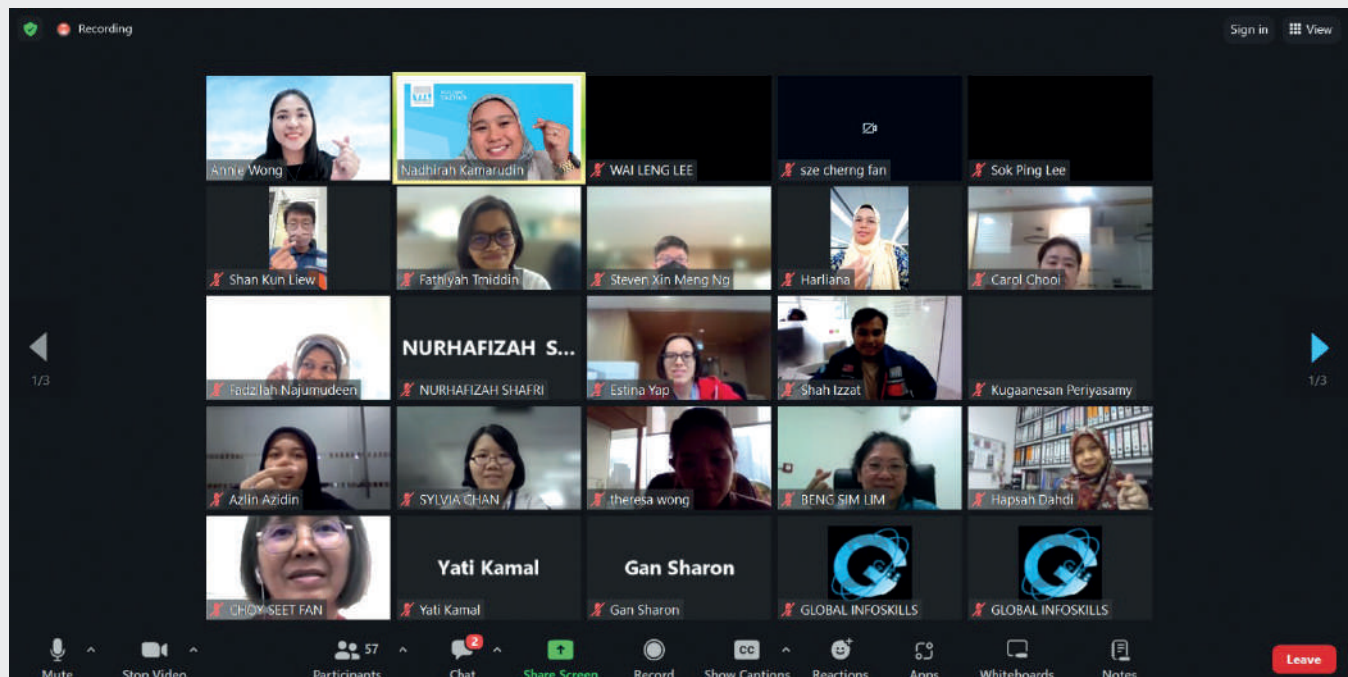 Recording
Sign in
View
Annie Wong
Nadhirah Kamarudin
WAI LENG LEE
sze cherng fan
Sok Ping Lee
Shan Kun Liew
Fathiyah Tmiddin
Steven Xin Meng Ng
Harliana
Carol Chooi
Fadzilah Najumudeen
NURHAFIZAH S...
NURHAFIZAH SHAFRI
Estina Yap
Shah Izzat
Kugaanesan Periyasamy
1/3
1/3
Azlin Azidin
SYLVIA CHAN
theresa wong
BENG SIM LIM
Hapsah Dahdi
CHOY SEET FAN
Yati Kamal
Yati Kamal
Gan Sharon
Gan Sharon
GLOBAL INFOSKILLS
GLOBAL INFOSKILLS
Mute
Stop Video
57
Participants
2
Chat
Share Screen
Record
CC
Show Captions
Reactions
Apps
Whiteboards
Notes
Leave